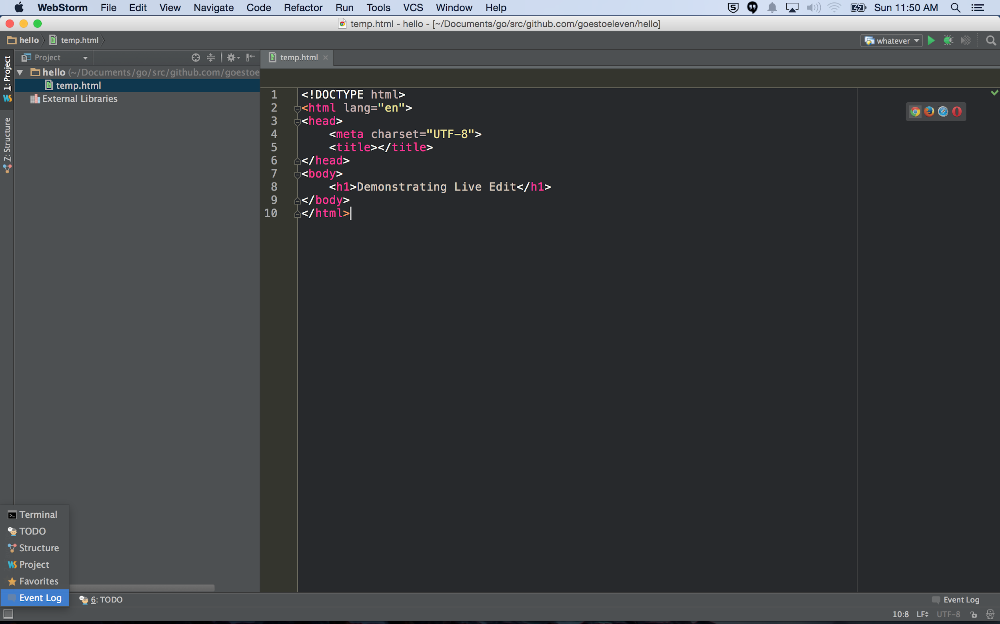 WebStorm File Edit View Navigate Code Refactor Run Tools VCS Window Help Sun 11:50 AM
temp.html - hello - [~/Documents/go/src/github.com/goestoeleven/hello]
hello temp.html whatever
Project temp.html
1: Project
7: Structure
hello (~/Documents/go/src/github.com/goestoe
temp.html
External Libraries
1 <!DOCTYPE html>
2 <html lang="en">
3 <head>
4     <meta charset="UTF-8">
5     <title></title>
6 </head>
7 <body>
8     <h1>Demonstrating Live Edit</h1>
9 </body>
10 </html>
Terminal
TODO
Structure
Project
Favorites
Event Log
6: TODO Event Log
10:8 LF UTF-8